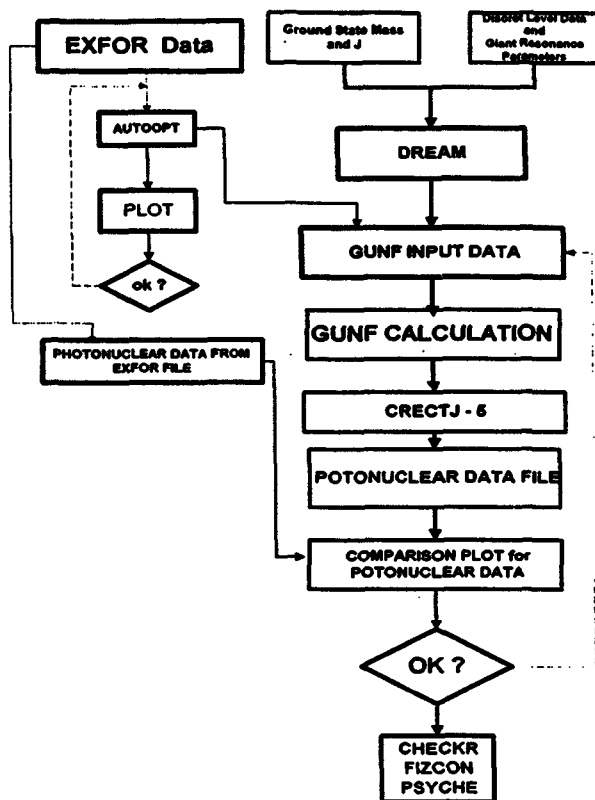 EXFOR Data
Ground State Mass
and J
Discret Level Data
and
Giant Resonance
Parameters
AUTOOPT
DREAM
PLOT
GUNF INPUT DATA
ok ?
GUNF CALCULATION
PHOTONUCLEAR DATA FROM
EXFOR FILE
CRECTJ - 5
POTONUCLEAR DATA FILE
COMPARISON PLOT for
POTONUCLEAR DATA
OK ?
CHECKR
FIZCON
PSYCHE